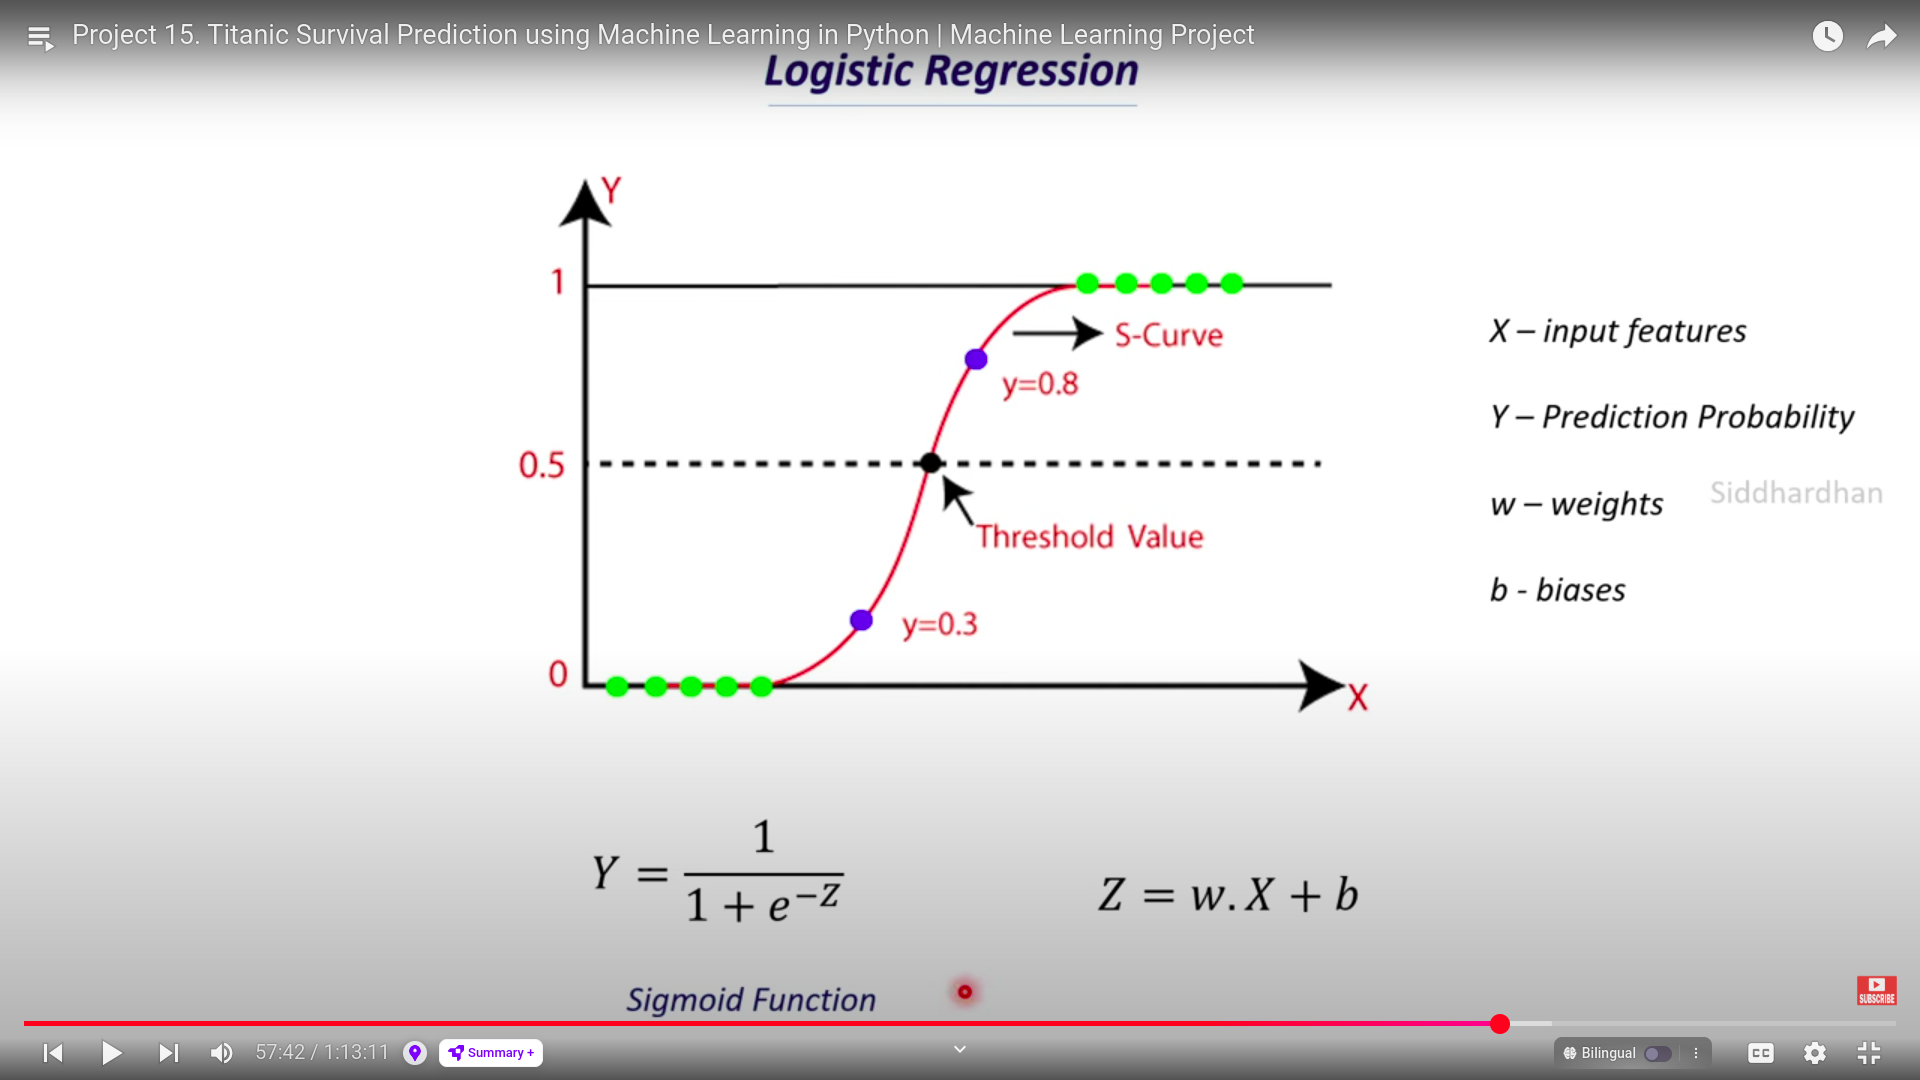 Project 15. Titanic Survival Prediction using Machine Learning in Python | Machine Learning Project
Logistic Regression
Y
1
S-Curve
y=0.8
0.5
Threshold Value
y=0.3
0
X
X – input features
Y – Prediction Probability
w – weights
Siddhardhan
b - biases
Y = 1 / (1 + e^{-Z})
Z = w.X + b
Sigmoid Function
SUBSCRIBE
57:42 / 1:13:11
Summary +
Bilingual
CC